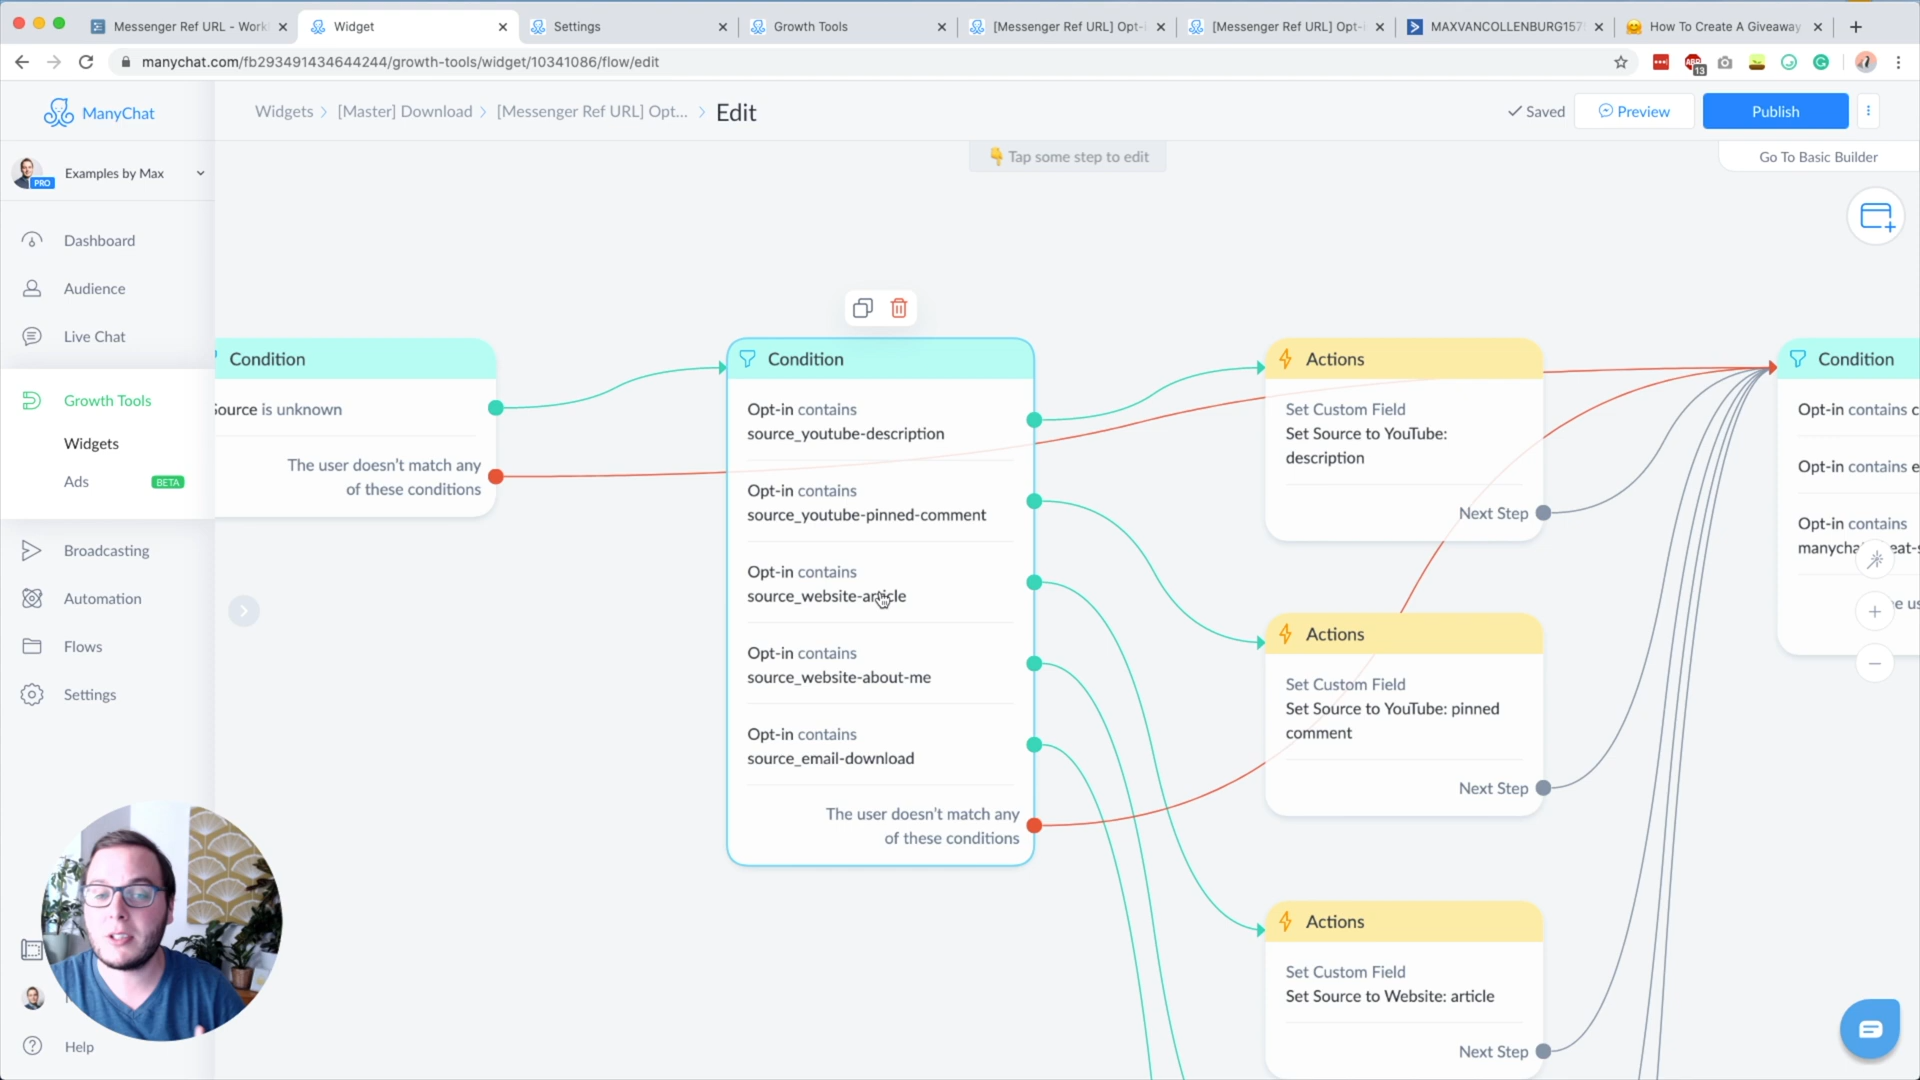 Messenger Ref URL - Work
Widget
Settings
Growth Tools
[Messenger Ref URL] Opt-
[Messenger Ref URL] Opt-
MAXVANCOLLENBURG157
How To Create A Giveaway
manychat.com/fb293491434644244/growth-tools/widget/10341086/flow/edit
13
ManyChat
Widgets
[Master] Download
[Messenger Ref URL] Opt...
Edit
Saved
Preview
Publish
Tap some step to edit
Go To Basic Builder
PRO
Examples by Max
Dashboard
Audience
Live Chat
Growth Tools
Widgets
Ads
BETA
Broadcasting
Automation
Flows
Settings
Help
Condition
Source is unknown
The user doesn't match any
of these conditions
Condition
Opt-in contains
source_youtube-description
Opt-in contains
source_youtube-pinned-comment
Opt-in contains
source_website-article
Opt-in contains
source_website-about-me
Opt-in contains
source_email-download
The user doesn't match any
of these conditions
Actions
Set Custom Field
Set Source to YouTube:
description
Next Step
Actions
Set Custom Field
Set Source to YouTube: pinned
comment
Next Step
Actions
Set Custom Field
Set Source to Website: article
Next Step
Condition
Opt-in contains c
Opt-in contains e
Opt-in contains